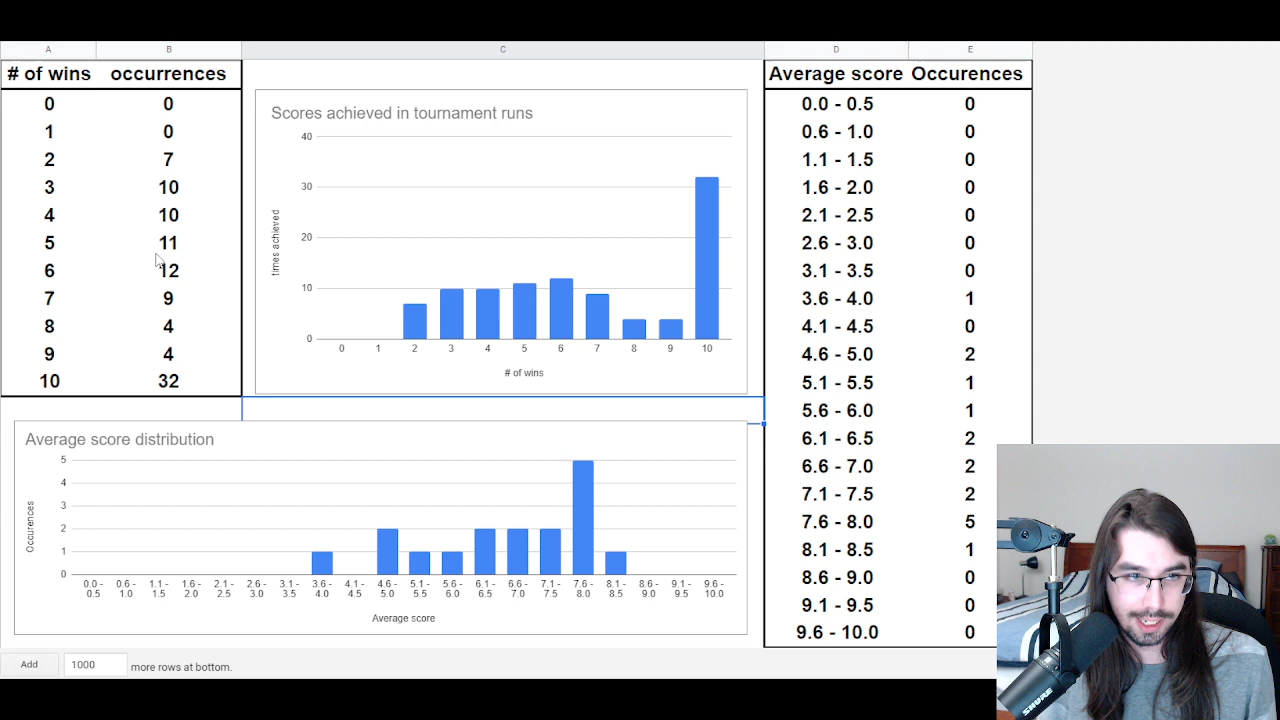 A B C D E
# of wins occurrences
0 0
1 0
2 7
3 10
4 10
5 11
6 12
7 9
8 4
9 4
10 32
Scores achieved in tournament runs
times achieved
40
30
20
10
0
0 1 2 3 4 5 6 7 8 9 10
# of wins
Average score distribution
Occurences
5
4
3
2
1
0
0.0 - 0.5 0.6 - 1.0 1.1 - 1.5 1.6 - 2.0 2.1 - 2.5 2.6 - 3.0 3.1 - 3.5 3.6 - 4.0 4.1 - 4.5 4.6 - 5.0 5.1 - 5.5 5.6 - 6.0 6.1 - 6.5 6.6 - 7.0 7.1 - 7.5 7.6 - 8.0 8.1 - 8.5 8.6 - 9.0 9.1 - 9.5 9.6 - 10.0
Average score
Average score Occurences
0.0 - 0.5 0
0.6 - 1.0 0
1.1 - 1.5 0
1.6 - 2.0 0
2.1 - 2.5 0
2.6 - 3.0 0
3.1 - 3.5 0
3.6 - 4.0 1
4.1 - 4.5 0
4.6 - 5.0 2
5.1 - 5.5 1
5.6 - 6.0 1
6.1 - 6.5 2
6.6 - 7.0 2
7.1 - 7.5 2
7.6 - 8.0 5
8.1 - 8.5 1
8.6 - 9.0 0
9.1 - 9.5 0
9.6 - 10.0 0
Add 1000 more rows at bottom.
SHURE